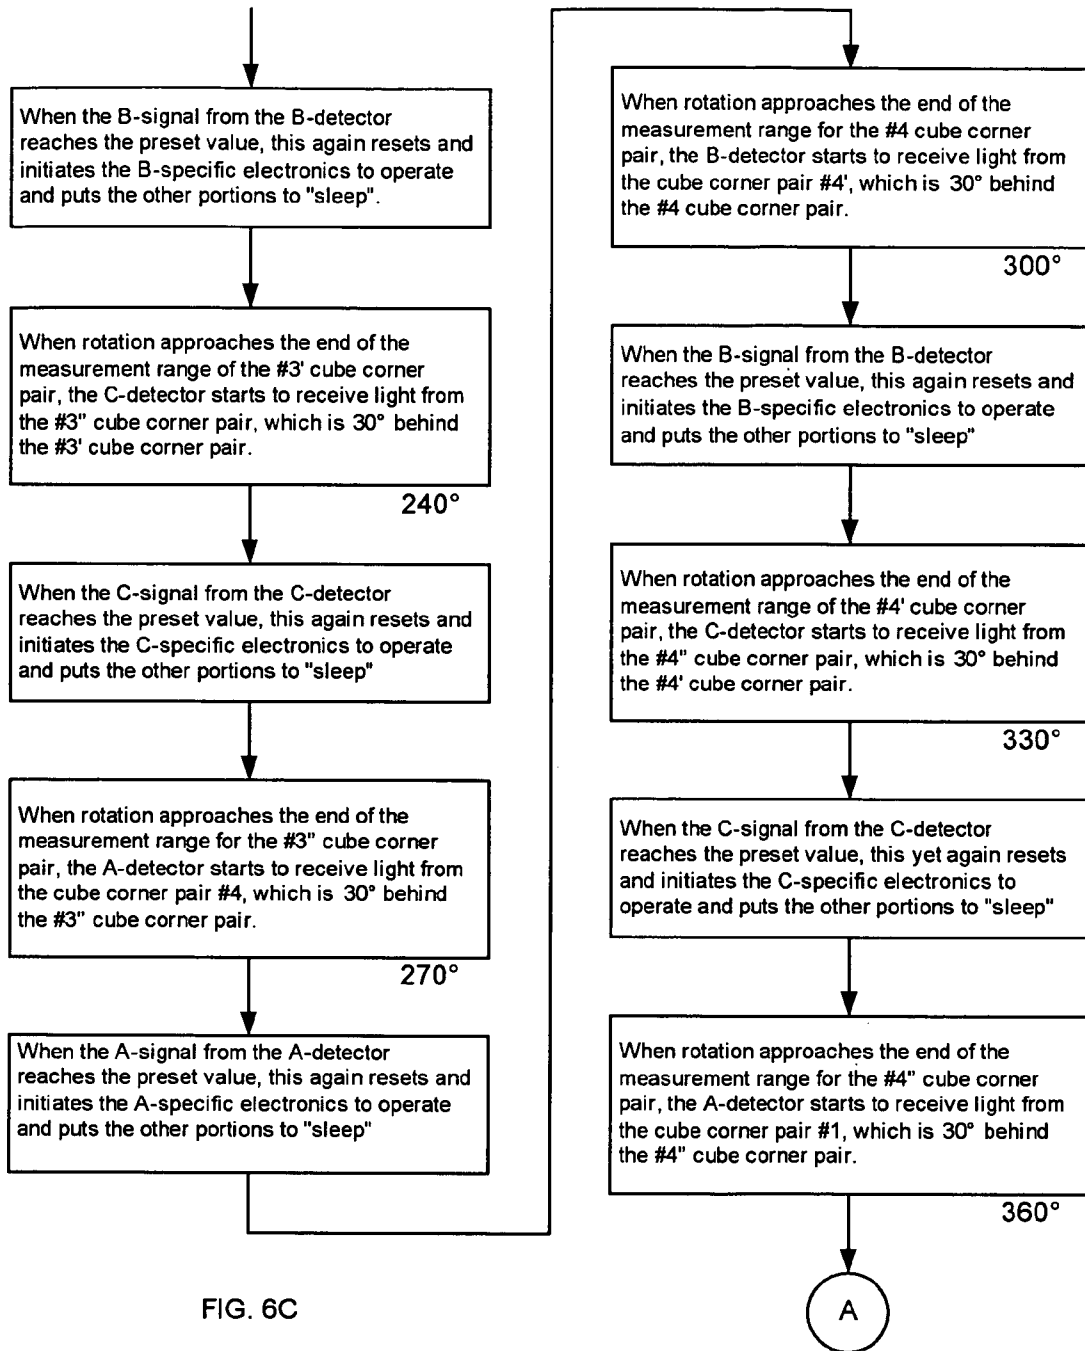 When the B-signal from the B-detector
reaches the preset value, this again resets and
initiates the B-specific electronics to operate
and puts the other portions to "sleep".
When rotation approaches the end of the
measurement range of the #3' cube corner
pair, the C-detector starts to receive light from
the #3" cube corner pair, which is 30° behind
the #3' cube corner pair.
240°
When the C-signal from the C-detector
reaches the preset value, this again resets and
initiates the C-specific electronics to operate
and puts the other portions to "sleep"
When rotation approaches the end of the
measurement range for the #3" cube corner
pair, the A-detector starts to receive light from
the cube corner pair #4, which is 30° behind
the #3" cube corner pair.
270°
When the A-signal from the A-detector
reaches the preset value, this again resets and
initiates the A-specific electronics to operate
and puts the other portions to "sleep"
When rotation approaches the end of the
measurement range for the #4 cube corner
pair, the B-detector starts to receive light from
the cube corner pair #4', which is 30° behind
the #4 cube corner pair.
300°
When the B-signal from the B-detector
reaches the preset value, this again resets and
initiates the B-specific electronics to operate
and puts the other portions to "sleep"
When rotation approaches the end of the
measurement range of the #4' cube corner
pair, the C-detector starts to receive light from
the #4" cube corner pair, which is 30° behind
the #4' cube corner pair.
330°
When the C-signal from the C-detector
reaches the preset value, this yet again resets
and initiates the C-specific electronics to
operate and puts the other portions to "sleep"
When rotation approaches the end of the
measurement range for the #4" cube corner
pair, the A-detector starts to receive light from
the cube corner pair #1, which is 30° behind
the #4" cube corner pair.
360°
A
FIG. 6C